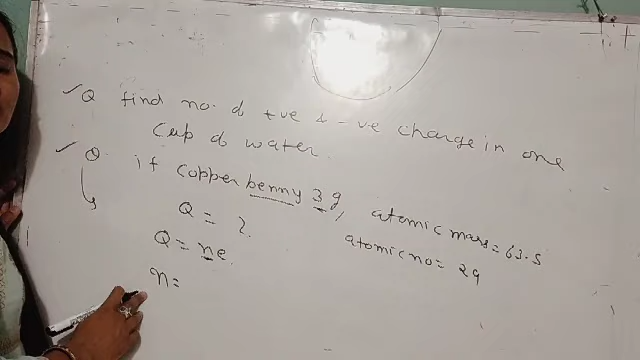 Q find no. of +ve & -ve charge in one
cup of water.
Q. if copper benny 3g, atomic mass = 63.5
atomic no = 29
Q = ?
Q = ne.
n =